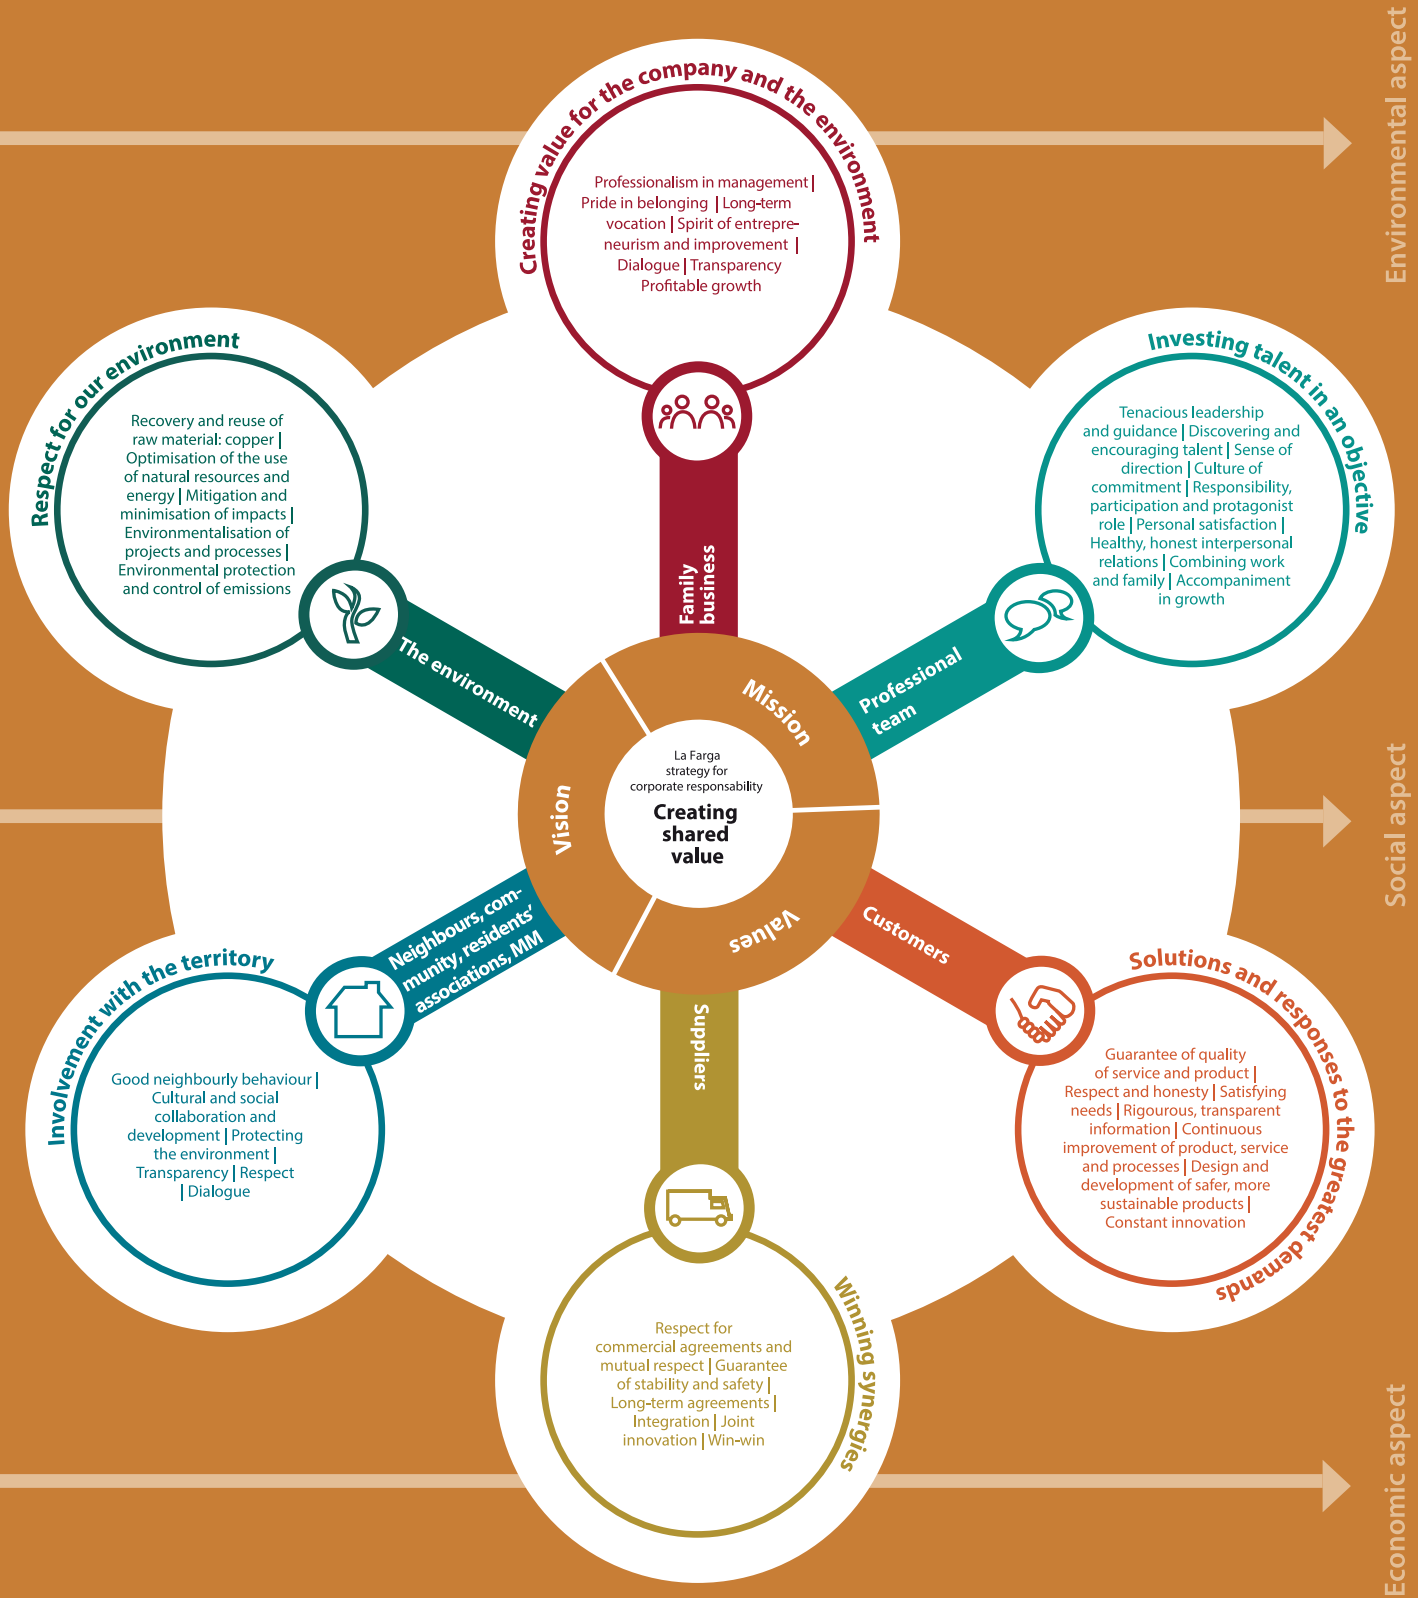 Environmental aspect
Creating value for the company and the environment
Professionalism in management |
Pride in belonging | Long-term
vocation | Spirit of entrepre-
neurism and improvement |
Dialogue | Transparency
Profitable growth
Family
business
Respect for our environment
Recovery and reuse of
raw material: copper |
Optimisation of the use
of natural resources and
energy | Mitigation and
minimisation of impacts |
Environmentalisation of
projects and processes |
Environmental protection
and control of emissions
The environment
Investing talent in an objective
Tenacious leadership
and guidance | Discovering and
encouraging talent | Sense of
direction | Culture of
commitment | Responsibility,
participation and protagonist
role | Personal satisfaction |
Healthy, honest interpersonal
relations | Combining work
and family | Accompaniment
in growth
Professional
team
Mission
Vision
Values
La Farga
strategy for
corporate responsability
Creating
shared
value
Social aspect
Neighbours, com-
munity, residents'
associations, MM
Involvement with the territory
Good neighbourly behaviour |
Cultural and social
collaboration and
development | Protecting
the environment |
Transparency | Respect
| Dialogue
Customers
Solutions and responses to the greatest demands
Guarantee of quality
of service and product |
Respect and honesty | Satisfying
needs | Rigourous, transparent
information | Continuous
improvement of product, service
and processes | Design and
development of safer, more
sustainable products |
Constant innovation
Suppliers
Winning synergies
Respect for
commercial agreements and
mutual respect | Guarantee
of stability and safety |
Long-term agreements |
Integration | Joint
innovation | Win-win
Economic aspect